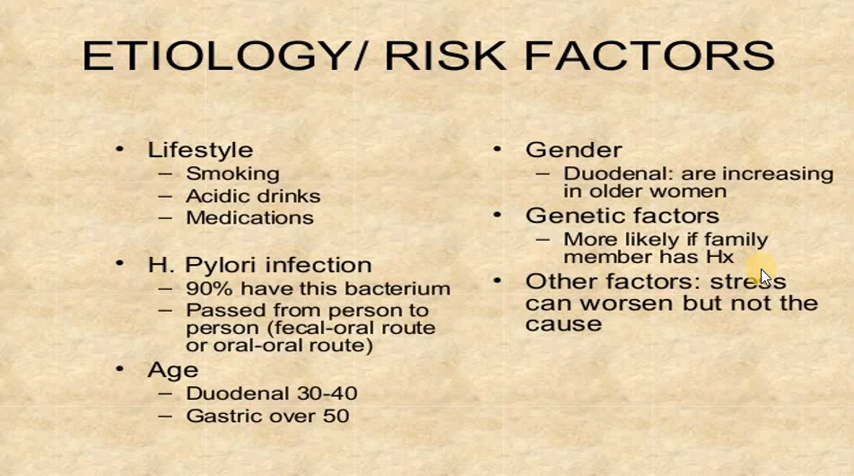 ETIOLOGY/ RISK FACTORS
• Lifestyle
– Smoking
– Acidic drinks
– Medications
• H. Pylori infection
– 90% have this bacterium
– Passed from person to
person (fecal-oral route
or oral-oral route)
• Age
– Duodenal 30-40
– Gastric over 50
• Gender
– Duodenal: are increasing
in older women
• Genetic factors
– More likely if family
member has Hx
• Other factors: stress
can worsen but not the
cause